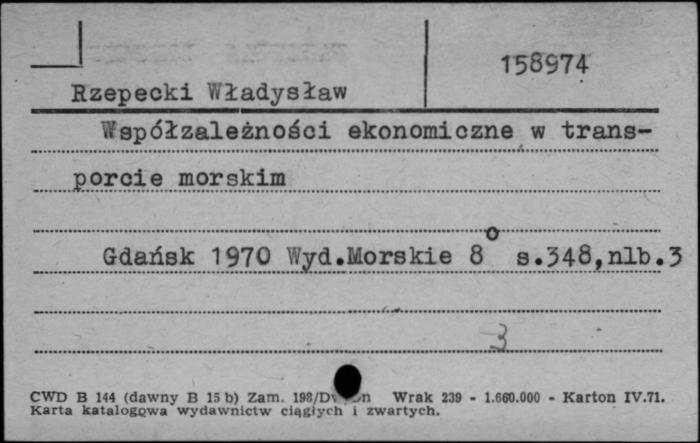 158974
Rzepecki Władysław
Współzależności ekonomiczne w trans-
porcie morskim
Gdańsk 1970 Wyd.Morskie 8° s.348,nlb.3
3
CWD B 144 (dawny B 15 b) Zam. 198/ Wrak 239 - 1.660.000 - Karton IV.71.
Karta katalogowa wydawnictw ciągłych i zwartych.